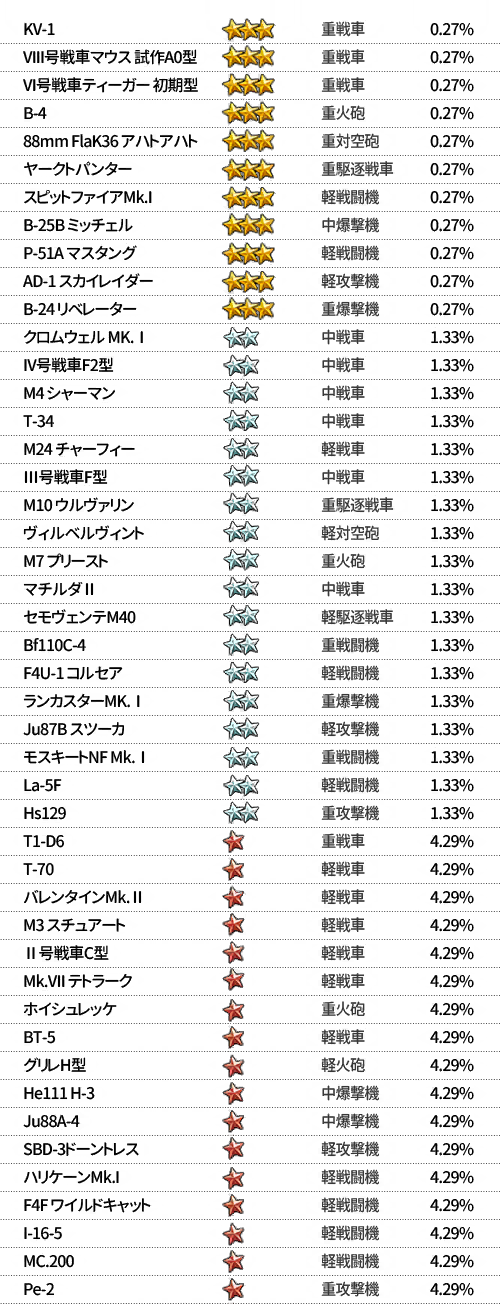 KV-1 重戦車 0.27%
VIII号戦車マウス 試作A0型 重戦車 0.27%
VI号戦車ティーガー 初期型 重戦車 0.27%
B-4 重火砲 0.27%
88mm FlaK36 アハトアハト 重対空砲 0.27%
ヤークトパンター 重駆逐戦車 0.27%
スピットファイアMk.I 軽戦闘機 0.27%
B-25B ミッチェル 中爆撃機 0.27%
P-51A マスタング 軽戦闘機 0.27%
AD-1 スカイレイダー 軽攻撃機 0.27%
B-24 リベレーター 重爆撃機 0.27%
クロムウェル MK.Ⅰ 中戦車 1.33%
IV号戦車F2型 中戦車 1.33%
M4 シャーマン 中戦車 1.33%
T-34 中戦車 1.33%
M24 チャーフィー 軽戦車 1.33%
III号戦車F型 中戦車 1.33%
M10 ウルヴァリン 重駆逐戦車 1.33%
ヴィルベルヴィント 軽対空砲 1.33%
M7 プリースト 重火砲 1.33%
マチルダⅡ 中戦車 1.33%
セモヴェンテM40 軽駆逐戦車 1.33%
Bf110C-4 重戦闘機 1.33%
F4U-1 コルセア 軽戦闘機 1.33%
ランカスターMK.Ⅰ 重爆撃機 1.33%
Ju87B スツーカ 軽攻撃機 1.33%
モスキートNF Mk.Ⅰ 重戦闘機 1.33%
La-5F 軽戦闘機 1.33%
Hs129 重攻撃機 1.33%
T1-D6 重戦車 4.29%
T-70 軽戦車 4.29%
バレンタインMk.Ⅱ 軽戦車 4.29%
M3 スチュアート 軽戦車 4.29%
Ⅱ号戦車C型 軽戦車 4.29%
Mk.VII テトラーク 軽戦車 4.29%
ホイシュレッケ 重火砲 4.29%
BT-5 軽戦車 4.29%
グリレH型 軽火砲 4.29%
He111 H-3 中爆撃機 4.29%
Ju88A-4 中爆撃機 4.29%
SBD-3ドーントレス 軽攻撃機 4.29%
ハリケーンMk.I 軽戦闘機 4.29%
F4F ワイルドキャット 軽戦闘機 4.29%
I-16-5 軽戦闘機 4.29%
MC.200 軽戦闘機 4.29%
Pe-2 重攻撃機 4.29%